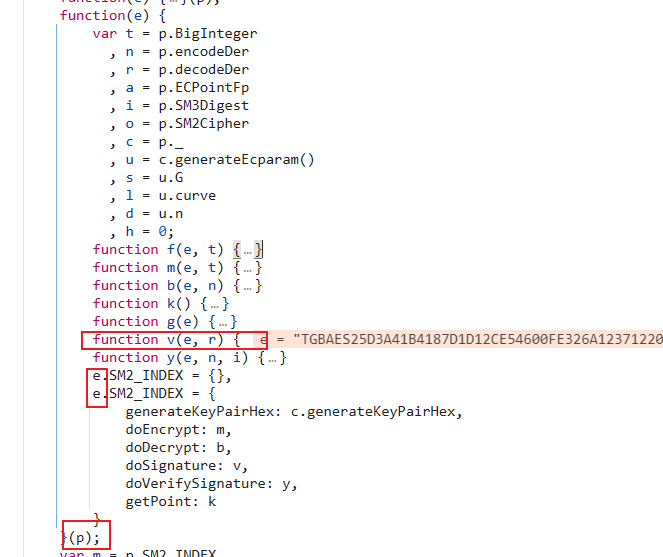 function(e) {…}(p);
function(e) {
var t = p.BigInteger
, n = p.encodeDer
, r = p.decodeDer
, a = p.ECPointFp
, i = p.SM3Digest
, o = p.SM2Cipher
, c = p._
, u = c.generateEcparam()
, s = u.G
, l = u.curve
, d = u.n
, h = 0;
function f(e, t) {…}
function m(e, t) {…}
function b(e, n) {…}
function k() {…}
function g(e) {…}
function v(e, r) { e = "TGBAES25D3A41B4187D1D12CE54600FE326A12371220
function y(e, n, i) {…}
e.SM2_INDEX = {},
e.SM2_INDEX = {
generateKeyPairHex: c.generateKeyPairHex,
doEncrypt: m,
doDecrypt: b,
doSignature: v,
doVerifySignature: y,
getPoint: k
}
}(p);
var m = p.SM2_INDEX